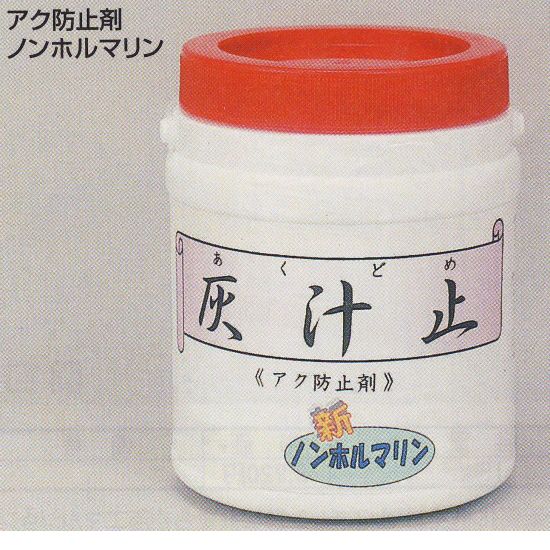 アク防止剤
ノンホルマリン
あくどめ
灰汁止
《アク防止剤》
新
ノンホルマリン